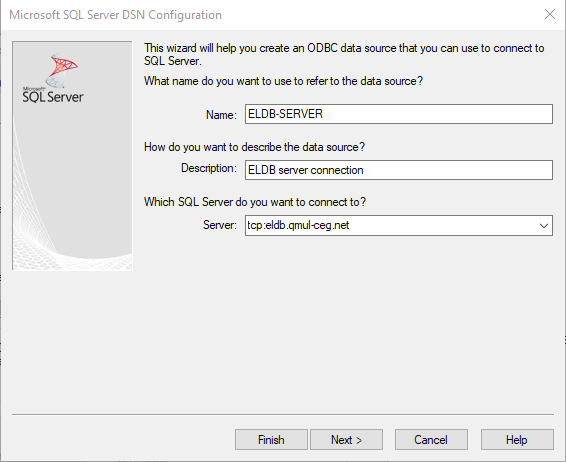 Microsoft SQL Server DSN Configuration
Microsoft
SQL Server
This wizard will help you create an ODBC data source that you can use to connect to
SQL Server.
What name do you want to use to refer to the data source?
Name: ELDB-SERVER
How do you want to describe the data source?
Description: ELDB server connection
Which SQL Server do you want to connect to?
Server: tcp:eldb.qmul-ceg.net
Finish Next > Cancel Help